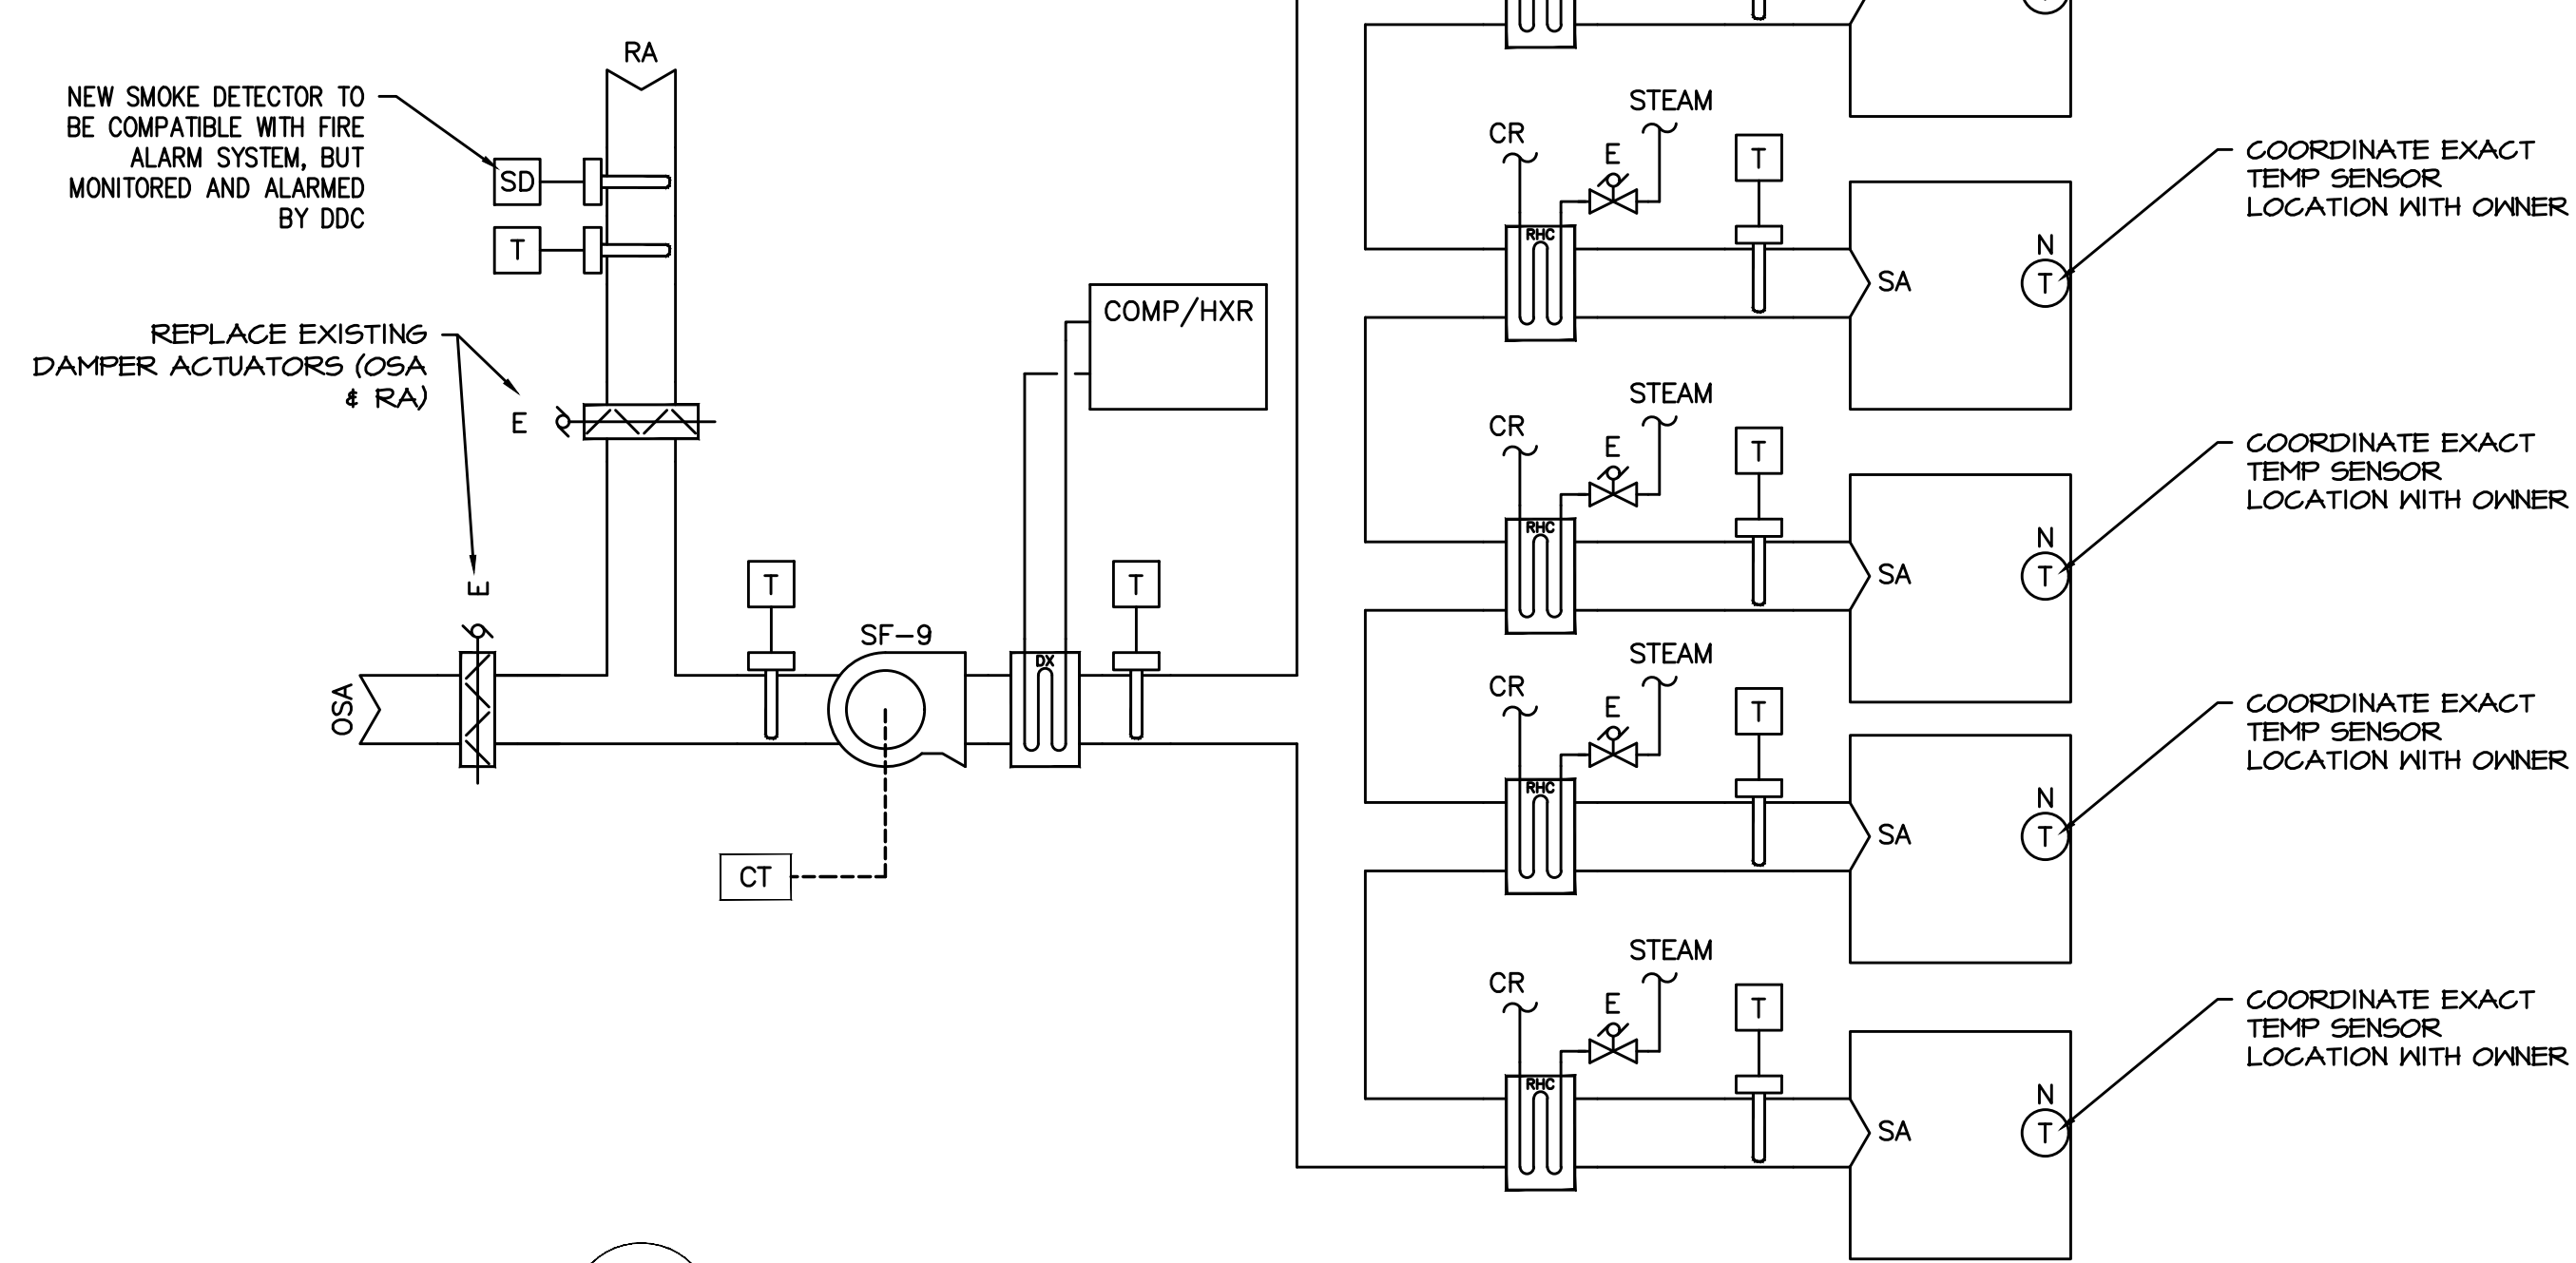 RA
NEW SMOKE DETECTOR TO
BE COMPATIBLE WITH FIRE
ALARM SYSTEM, BUT
MONITORED AND ALARMED
BY DDC
SD
T
REPLACE EXISTING
DAMPER ACTUATORS (OSA
& RA)
E
E
OSA
T
SF-9
CT
DX
T
COMP/HXR
STEAM
CR
E
T
RHC
SA
N
T
COORDINATE EXACT
TEMP SENSOR
LOCATION WITH OWNER
STEAM
CR
E
T
RHC
SA
N
T
COORDINATE EXACT
TEMP SENSOR
LOCATION WITH OWNER
STEAM
CR
E
T
RHC
SA
N
T
COORDINATE EXACT
TEMP SENSOR
LOCATION WITH OWNER
STEAM
CR
E
T
RHC
SA
N
T
COORDINATE EXACT
TEMP SENSOR
LOCATION WITH OWNER